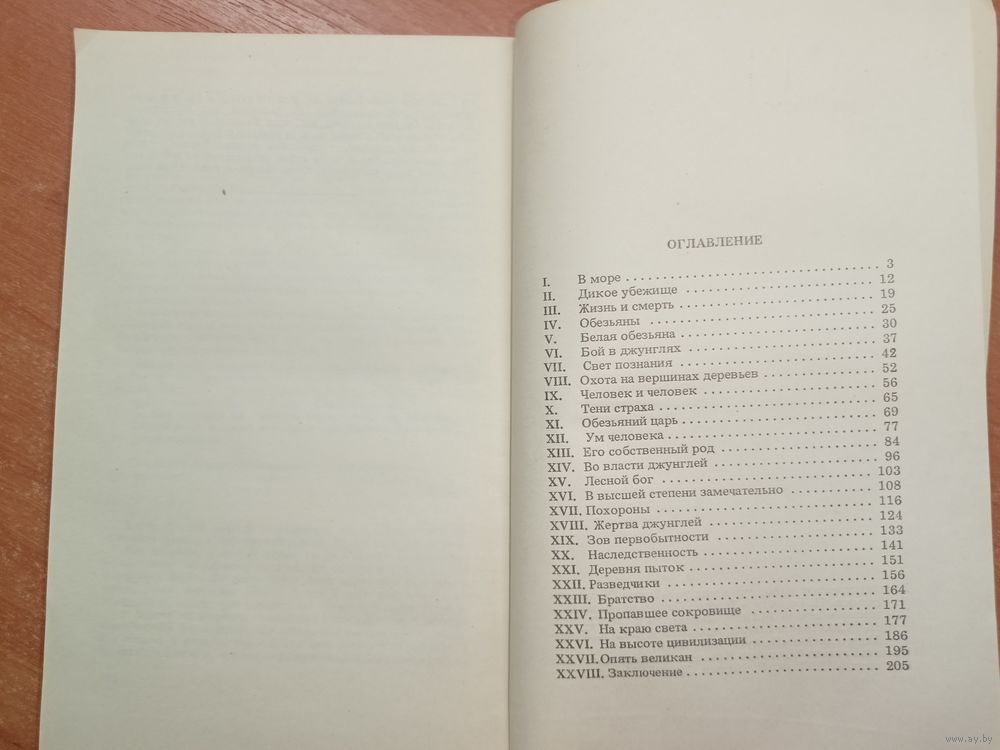 ОГЛАВЛЕНИЕ
I. В море 3
II. Дикое убежище 12
III. Жизнь и смерть 19
IV. Обезьяны 25
V. Белая обезьяна 30
VI. Бой в джунглях 37
VII. Свет познания 42
VIII. Охота на вершинах деревьев 52
IX. Человек и человек 56
X. Тени страха 65
XI. Обезьяний царь 69
XII. Ум человека 77
XIII. Его собственный род 84
XIV. Во власти джунглей 96
XV. Лесной бог 103
XVI. В высшей степени замечательно 108
XVII. Похороны 116
XVIII. Жертва джунглей 124
XIX. Зов первобытности 133
XX. Наследственность 141
XXI. Деревня пыток 151
XXII. Разведчики 156
XXIII. Братство 164
XXIV. Пропавшее сокровище 171
XXV. На краю света 177
XXVI. На высоте цивилизации 186
XXVII. Опять великан 195
XXVIII. Заключение 205
www.ay.by